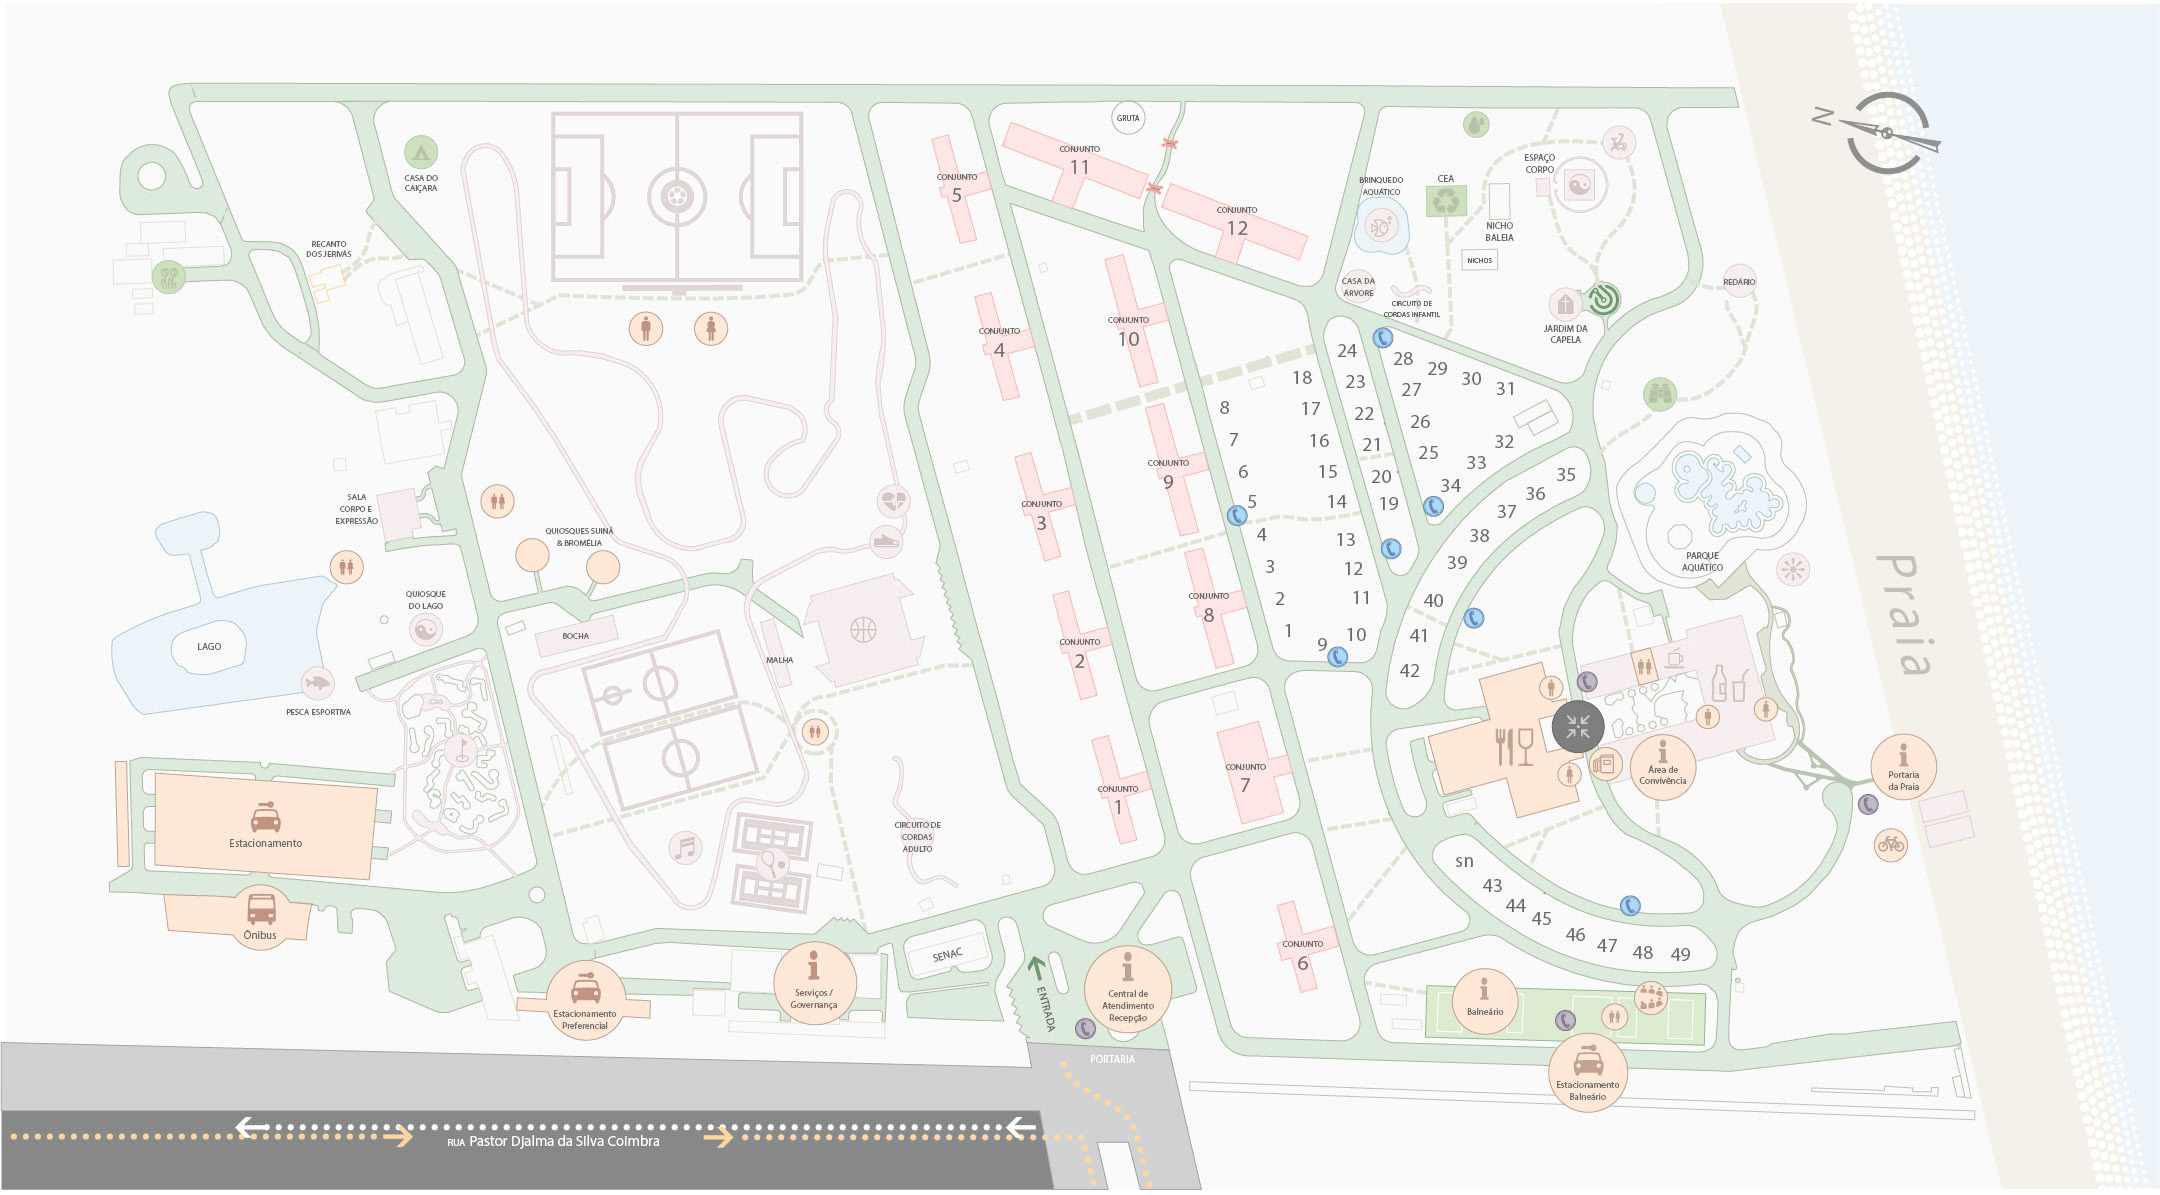 N
GRUTA
CASA DO
CAIÇARA
CONJUNTO
5
CONJUNTO
11
CONJUNTO
12
BRINQUEDO
AQUÁTICO
CEA
ESPAÇO
CORPO
NICHO
BALEIA
NICHOS
RECANTO
DOS JERIVÁS
CASA DA
ÁRVORE
CIRCUITO DE
CORDAS INFANTIL
JARDIM DA
CAPELA
REDÁRIO
CONJUNTO
4
CONJUNTO
10
CONJUNTO
3
CONJUNTO
9
CONJUNTO
2
CONJUNTO
8
CONJUNTO
1
CONJUNTO
7
CONJUNTO
6
24
23
22
21
20
19
18
17
16
15
14
13
12
11
10
9
8
7
6
5
4
3
2
1
28
29
30
31
27
26
25
32
33
34
35
36
37
38
39
40
41
42
sn
43
44
45
46
47
48
49
SALA
CORPO E
EXPRESSÃO
QUIOSQUES SUINÃ
& BROMÉLIA
QUIOSQUE
DO LAGO
LAGO
PESCA ESPORTIVA
BOCHA
MALHA
PARQUE
AQUÁTICO
Praia
CIRCUITO DE
CORDAS
ADULTO
Estacionamento
Ônibus
Estacionamento
Preferencial
Serviços /
Governança
SENAC
ENTRADA
Central de
Atendimento
Recepção
PORTARIA
Área de
Convivência
Portaria
da Praia
Balneário
Estacionamento
Balneário
RUA Pastor Djalma da Silva Coimbra